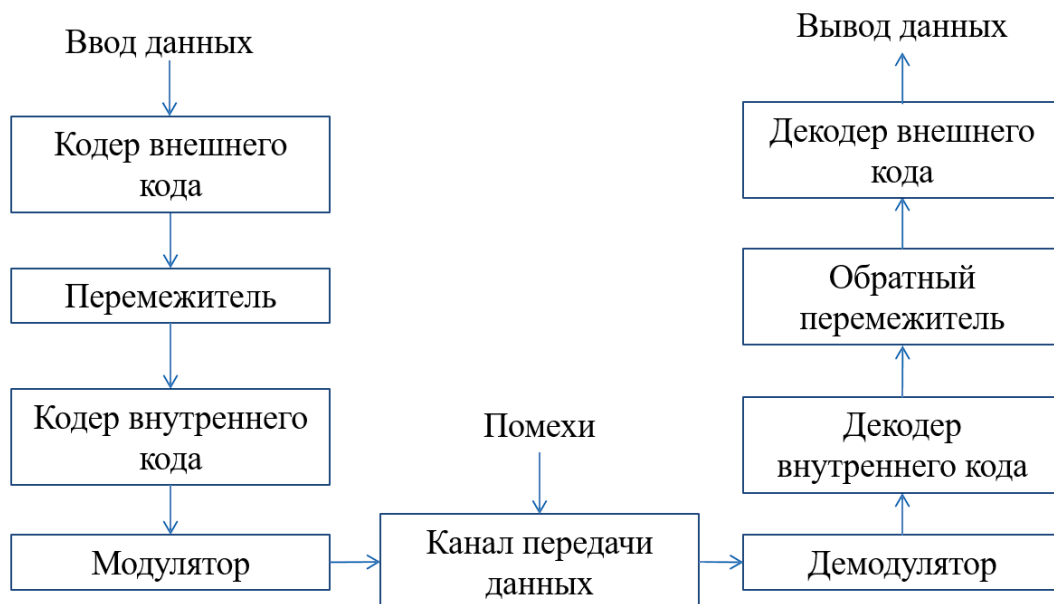 Ввод данных
Кодер внешнего
кода
Перемежитель
Кодер внутреннего
кода
Модулятор
Помехи
Канал передачи
данных
Вывод данных
Декодер внешнего
кода
Обратный
перемежитель
Декодер
внутреннего кода
Демодулятор